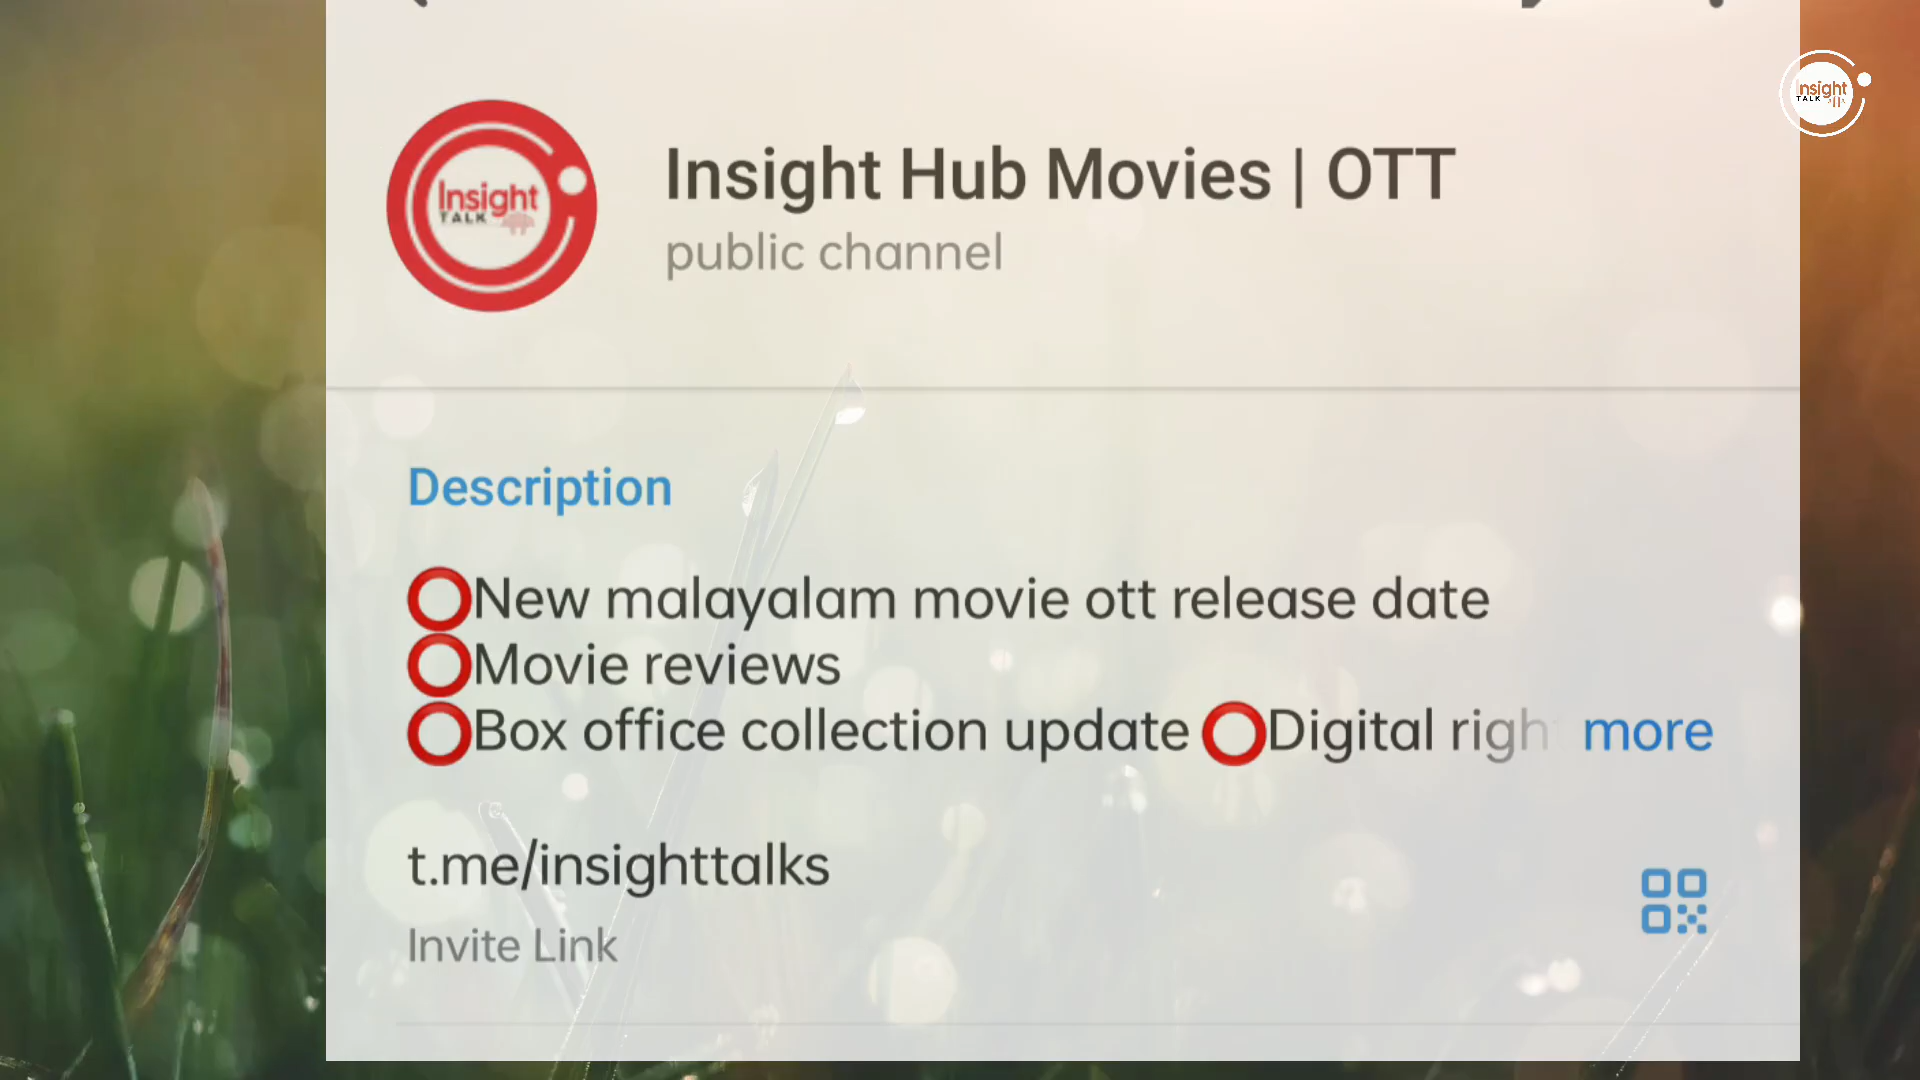 Insight
TALK
Insight Hub Movies | OTT
public channel
Insight
TALK
Description
⭕New malayalam movie ott release date
⭕Movie reviews
⭕Box office collection update ⭕Digital righ more
t.me/insighttalks
Invite Link